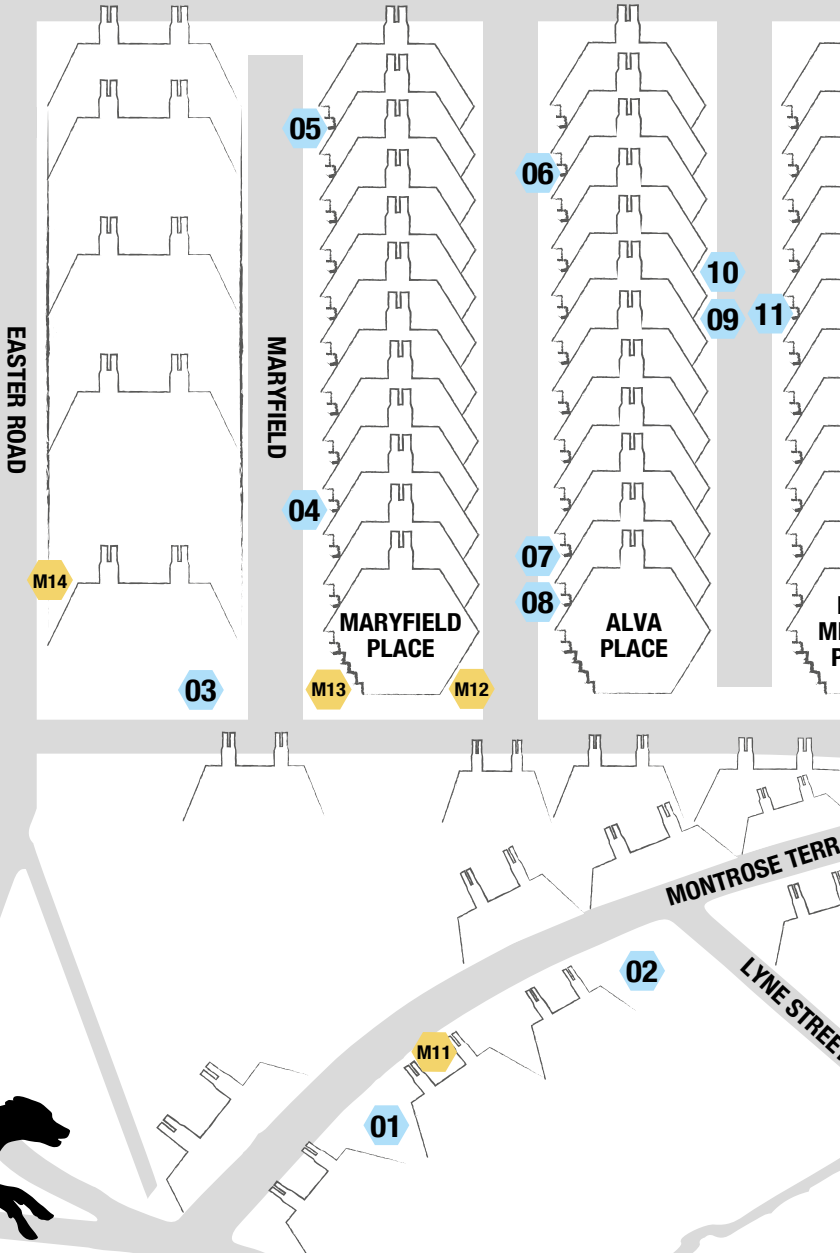 05
06
10
09
11
EASTER ROAD
MARYFIELD
04
07
M14
08
MARYFIELD
PLACE
ALVA
PLACE
03
M13
M12
MONTROSE TERR
02
LYNE STREE
M11
01